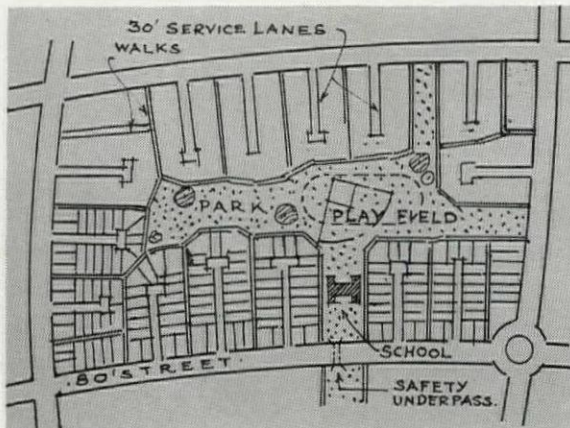 30' SERVICE LANES
WALKS
PARK
PLAY FIELD
SCHOOL
80' STREET
SAFETY
UNDERPASS.